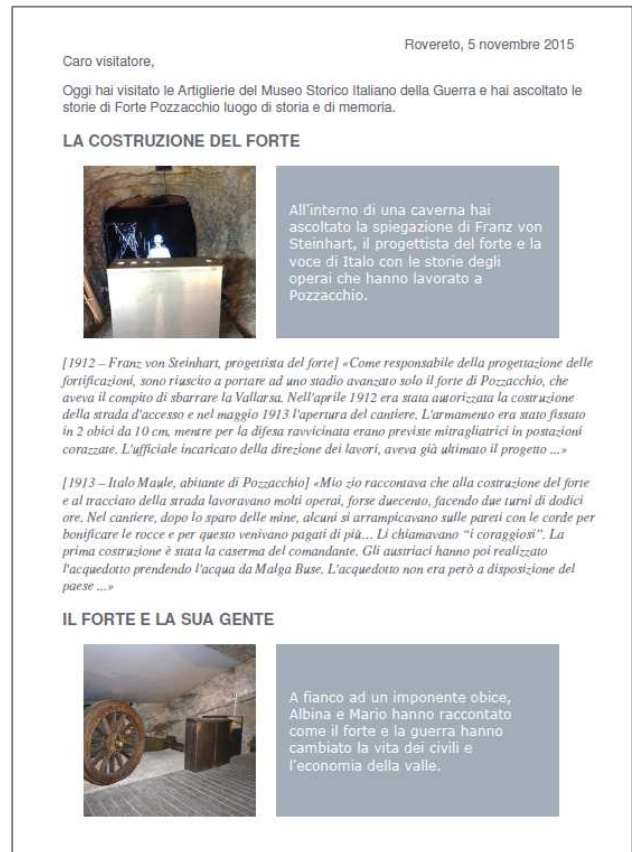 Rovereto, 5 novembre 2015
Caro visitatore,
Oggi hai visitato le Artiglierie del Museo Storico Italiano della Guerra e hai ascoltato le
storie di Forte Pozzacchio luogo di storia e di memoria.
LA COSTRUZIONE DEL FORTE
All'interno di una caverna hai
ascoltato la spiegazione di Franz von
Steinhart, il progettista del forte e la
voce di Italo con le storie degli
operai che hanno lavorato a
Pozzacchio.
[1912 – Franz von Steinhart, progettista del forte] «Come responsabile della progettazione delle
fortificazioni, sono riuscito a portare ad uno stadio avanzato solo il forte di Pozzacchio, che
aveva il compito di sbarrare la Vallarsa. Nell'aprile 1912 era stata autorizzata la costruzione
della strada d'accesso e nel maggio 1913 l'apertura del cantiere. L'armamento era stato fissato
in 2 obici da 10 cm, mentre per la difesa ravvicinata erano previste mitragliatrici in postazioni
corazzate. L'ufficiale incaricato della direzione dei lavori, aveva già ultimato il progetto ...»
[1913 – Italo Maule, abitante di Pozzacchio] «Mio zio raccontava che alla costruzione del forte
e al tracciato della strada lavoravano molti operai, forse duecento, facendo due turni di dodici
ore. Nel cantiere, dopo lo sparo delle mine, alcuni si arrampicavano sulle pareti con le corde per
bonificare le rocce e per questo venivano pagati di più… Li chiamavano “i coraggiosi”. La
prima costruzione è stata la caserma del comandante. Gli austriaci hanno poi realizzato
l'acquedotto prendendo l'acqua da Malga Buse. L'acquedotto non era però a disposizione del
paese ...»
IL FORTE E LA SUA GENTE
A fianco ad un imponente obice,
Albina e Mario hanno raccontato
come il forte e la guerra hanno
cambiato la vita dei civili e
l'economia della valle.